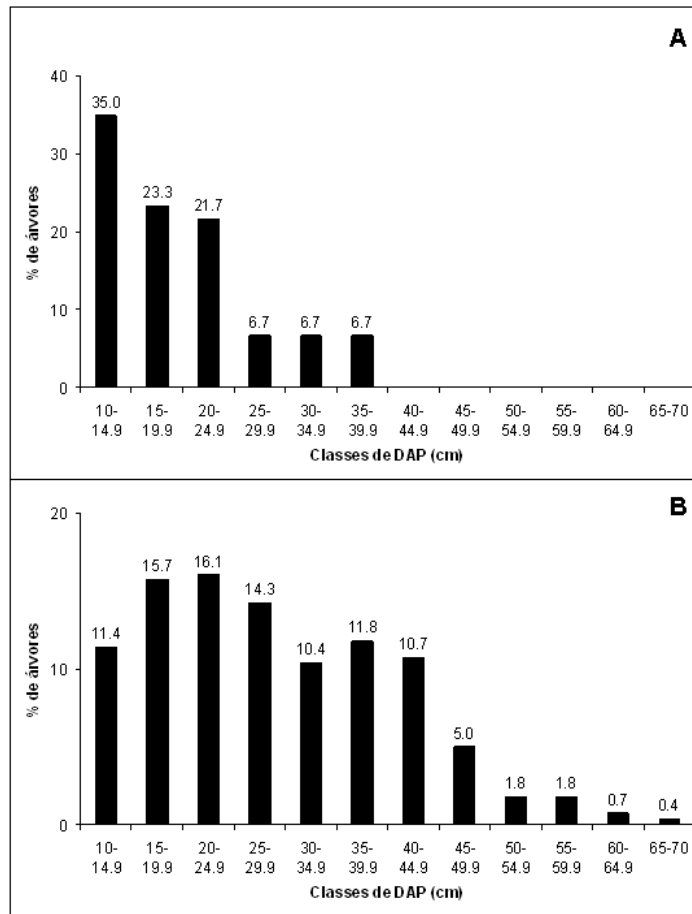 A
40
30
20
10
0
% de árvores
35.0
23.3
21.7
6.7
6.7
6.7
10- 15- 20- 25- 30- 35- 40- 45- 50- 55- 60- 65-70
14.9 19.9 24.9 29.9 34.9 39.9 44.9 49.9 54.9 59.9 64.9
Classes de DAP (cm)
B
20
10
0
% de árvores
11.4
15.7
16.1
14.3
10.4
11.8
10.7
5.0
1.8
1.8
0.7
0.4
10- 15- 20- 25- 30- 35- 40- 45- 50- 55- 60- 65-70
14.9 19.9 24.9 29.9 34.9 39.9 44.9 49.9 54.9 59.9 64.9
Classes de DAP (cm)